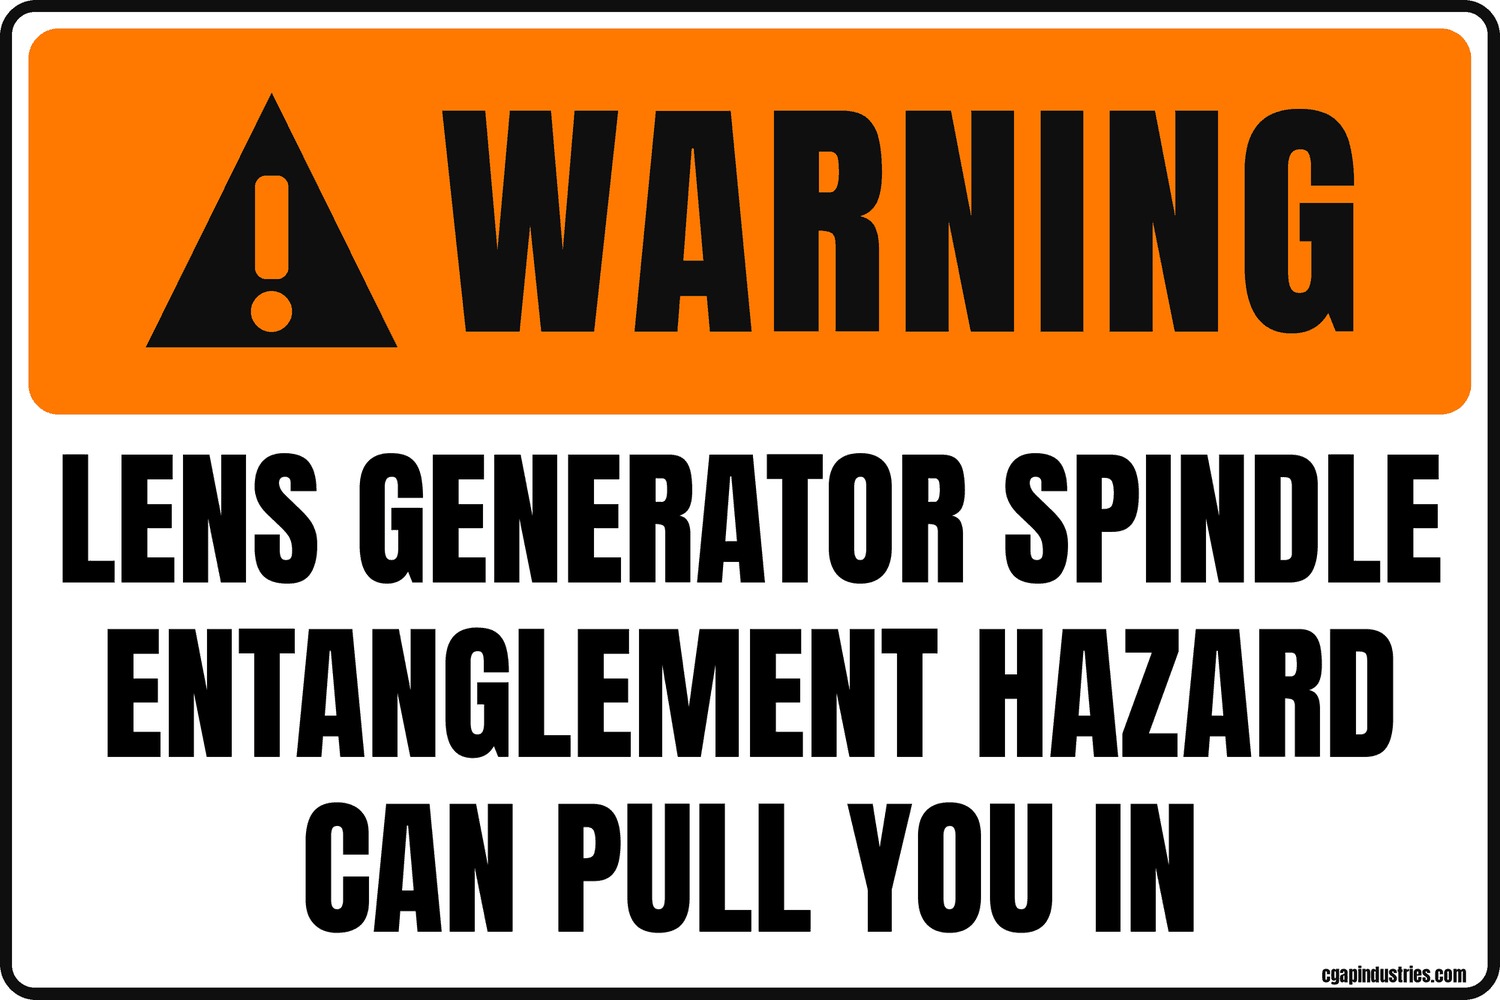 WARNING
LENS GENERATOR SPINDLE
ENTANGLEMENT HAZARD
CAN PULL YOU IN
cgapindustries.com